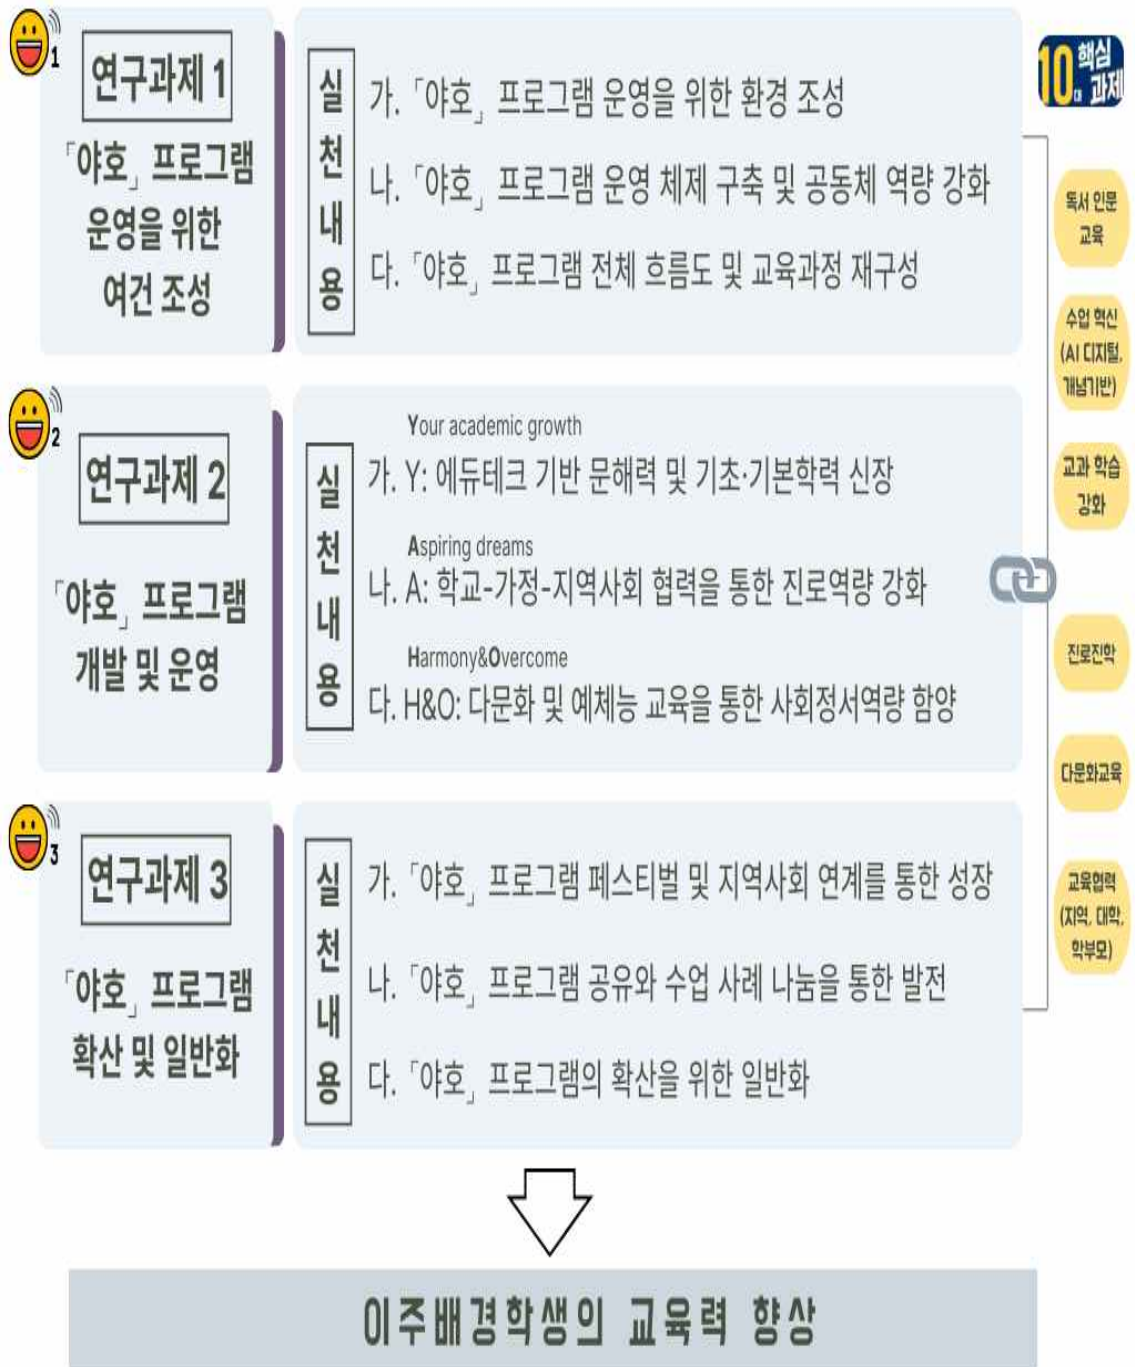 1
연구과제 1
「야호」 프로그램
운영을 위한
여건 조성
실천내용
가. 「야호」 프로그램 운영을 위한 환경 조성
나. 「야호」 프로그램 운영 체제 구축 및 공동체 역량 강화
다. 「야호」 프로그램 전체 흐름도 및 교육과정 재구성
2
연구과제 2
「야호」 프로그램
개발 및 운영
실천내용
Your academic growth
가. Y: 에듀테크 기반 문해력 및 기초·기본학력 신장
Aspiring dreams
나. A: 학교-가정-지역사회 협력을 통한 진로역량 강화
Harmony&Overcome
다. H&O: 다문화 및 예체능 교육을 통한 사회정서역량 함양
3
연구과제 3
「야호」 프로그램
확산 및 일반화
실천내용
가. 「야호」 프로그램 페스티벌 및 지역사회 연계를 통한 성장
나. 「야호」 프로그램 공유와 수업 사례 나눔을 통한 발전
다. 「야호」 프로그램의 확산을 위한 일반화
10대 핵심
과제
독서 인문
교육
수업 혁신
(AI 디지털,
개념기반)
교과 학습
강화
진로진학
다문화교육
교육협력
(지역, 대학,
학부모)
이주배경학생의 교육력 향상